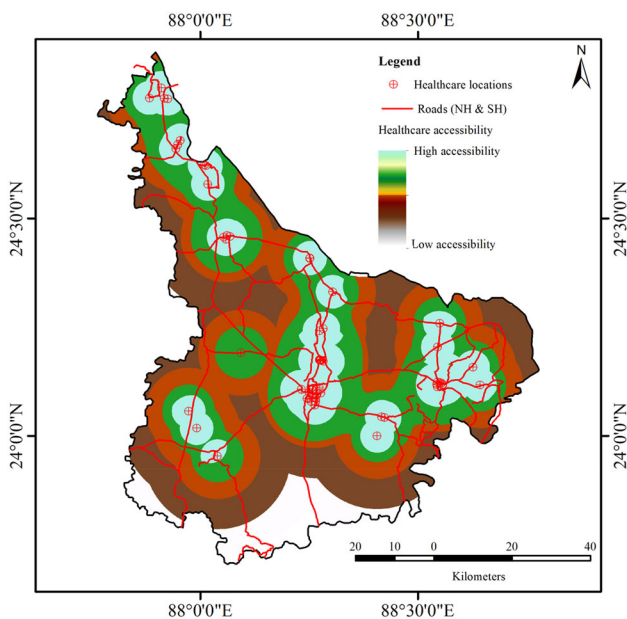 88°0'0"E 88°30'0"E
N
Legend
Healthcare locations
Roads (NH & SH)
Healthcare accessibility
High accessibility
Low accessibility
24°30'0"N 24°30'0"N
24°0'0"N 24°0'0"N
20 10 0 20 40
Kilometers
88°0'0"E 88°30'0"E